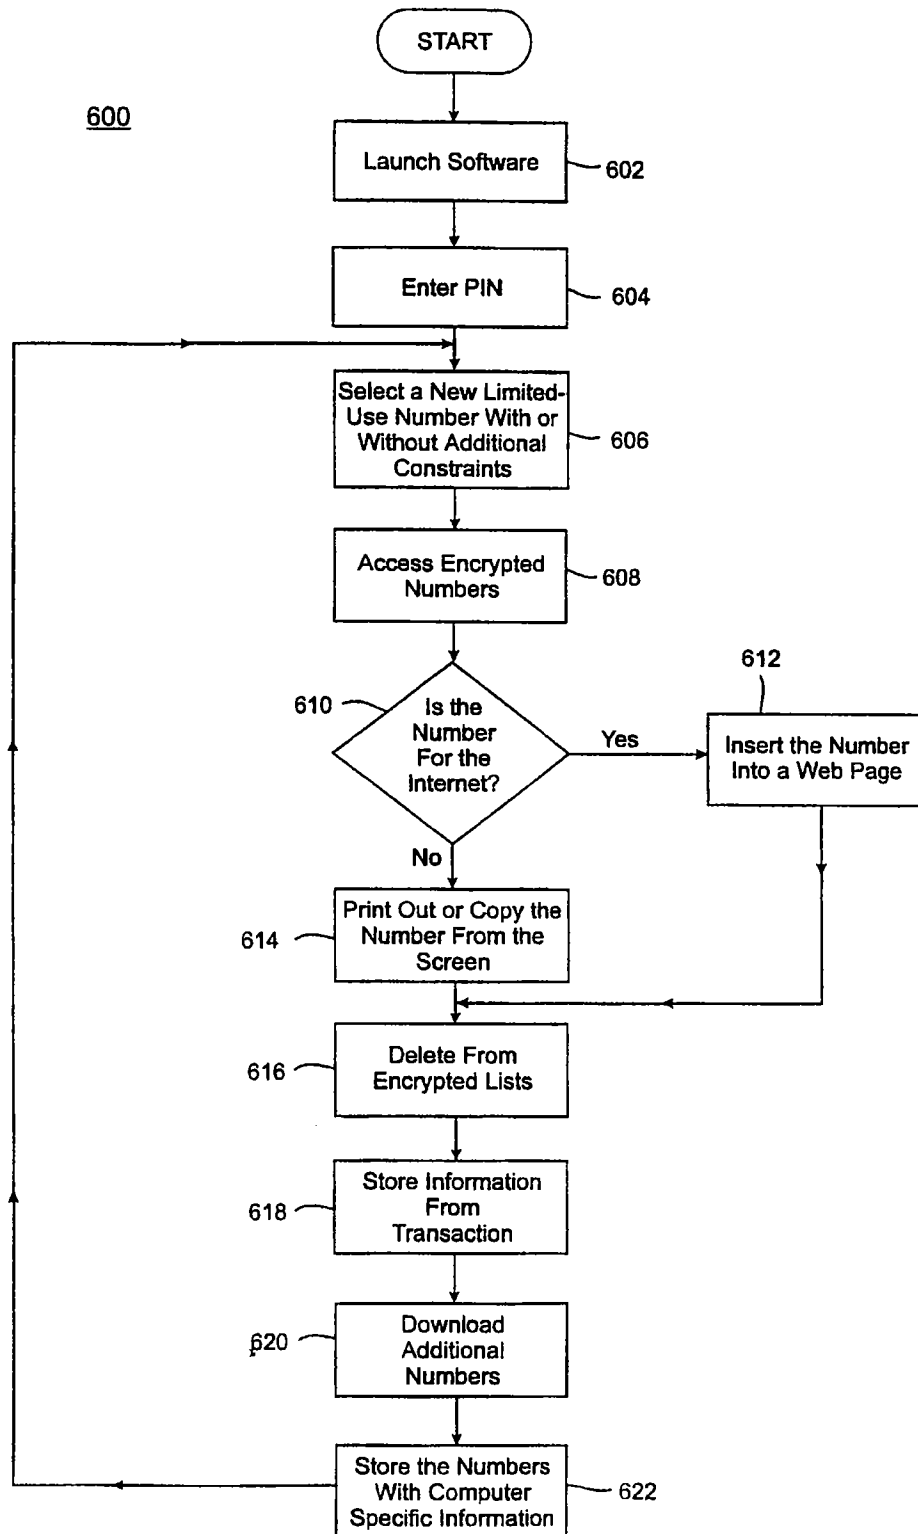 START
600
Launch Software
602
Enter PIN
604
Select a New Limited-
Use Number With or
Without Additional
Constraints
606
Access Encrypted
Numbers
608
610
Is the
Number
For the
Internet?
Yes
612
Insert the Number
Into a Web Page
No
614
Print Out or Copy the
Number From the
Screen
616
Delete From
Encrypted Lists
618
Store Information
From
Transaction
620
Download
Additional
Numbers
Store the Numbers
With Computer
Specific Information
622